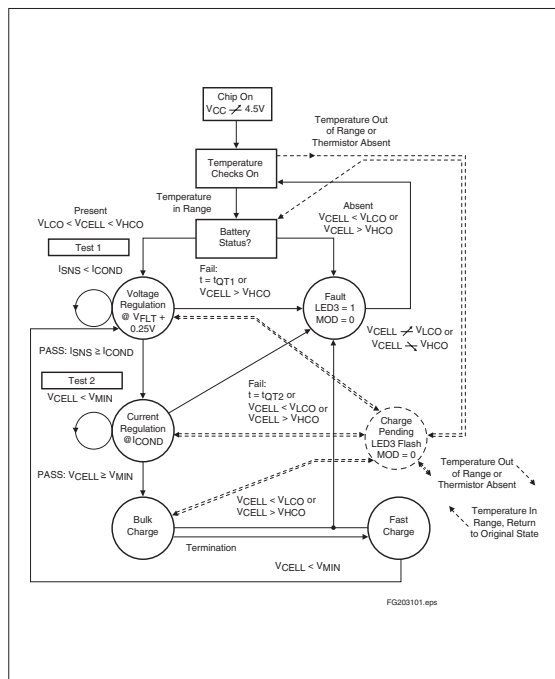 Chip On
VCC ↗ 4.5V
Temperature Out
of Range or
Thermistor Absent
Temperature
Checks On
Temperature
in Range
Present
VLCO < VCELL < VHCO
Absent
VCELL < VLCO or
VCELL > VHCO
Battery
Status?
Test 1
ISNS < ICOND
Fail:
t = tQT1 or
VCELL > VHCO
Voltage
Regulation
@ VFLT +
0.25V
Fault
LED3 = 1
MOD = 0
VCELL ↗ VLCO or
VCELL ↘ VHCO
PASS: ISNS ≥ ICOND
Test 2
VCELL < VMIN
Fail:
t = tQT2 or
VCELL < VLCO or
VCELL > VHCO
Current
Regulation
@ICOND
Charge
Pending
LED3 Flash
MOD = 0
Temperature Out
of Range or
Thermistor Absent
PASS: VCELL ≥ VMIN
VCELL < VLCO or
VCELL > VHCO
Temperature In
Range, Return
to Original State
Bulk
Charge
Fast
Charge
Termination
VCELL < VMIN
FG203101.eps